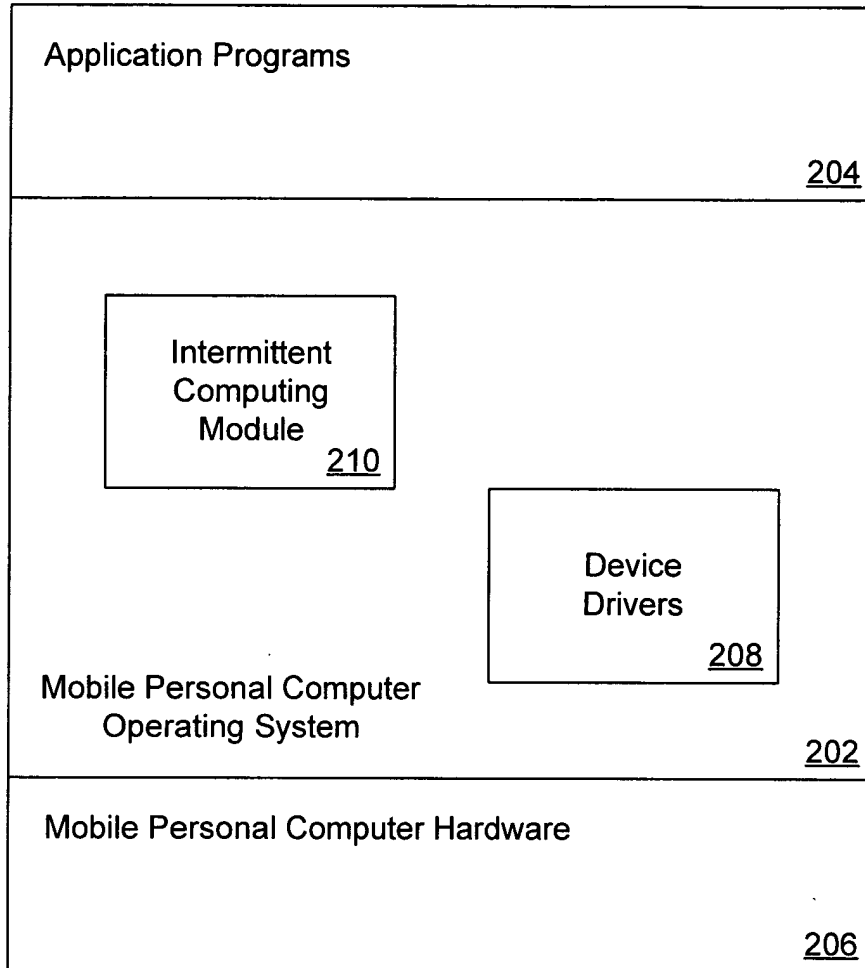 Application Programs
204
Intermittent
Computing
Module
210
Device
Drivers
208
Mobile Personal Computer
Operating System
202
Mobile Personal Computer Hardware
206